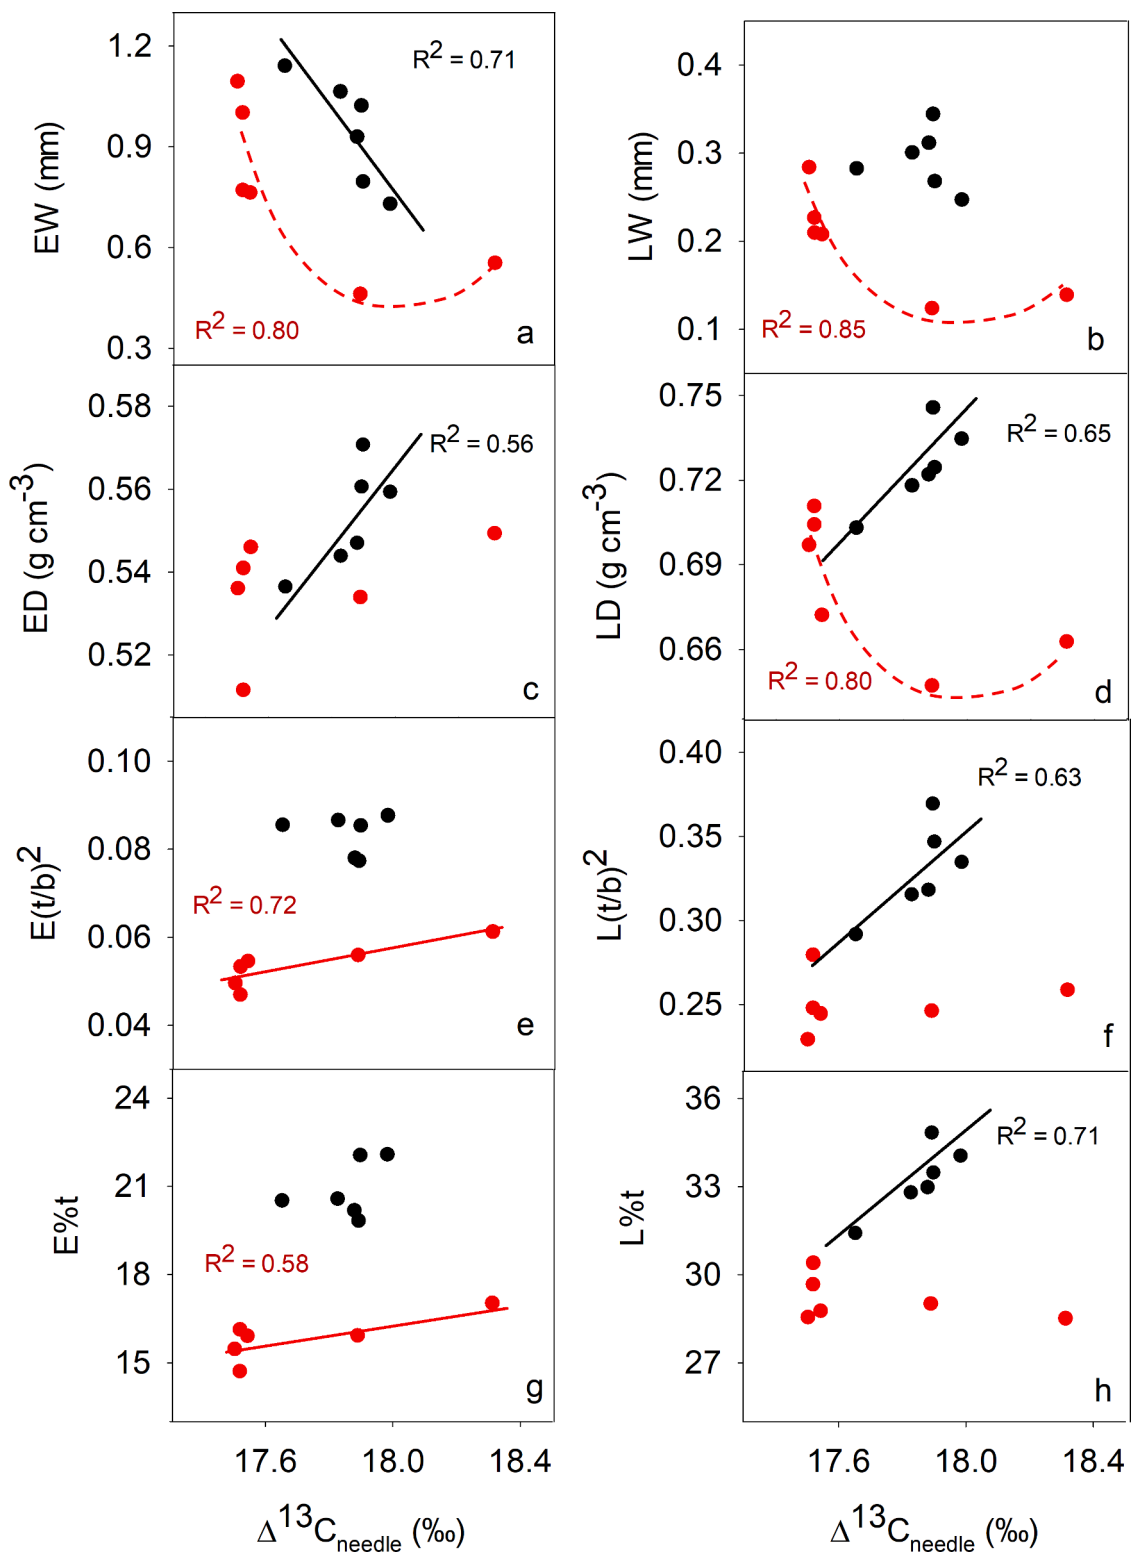 1.2
0.9
0.6
0.3
EW (mm)
R² = 0.71
R² = 0.80
a
0.4
0.3
0.2
0.1
LW (mm)
R² = 0.85
b
0.58
0.56
0.54
0.52
ED (g cm⁻³)
R² = 0.56
c
0.75
0.72
0.69
0.66
LD (g cm⁻³)
R² = 0.65
R² = 0.80
d
0.10
0.08
0.06
0.04
E(t/b)²
R² = 0.72
e
0.40
0.35
0.30
0.25
L(t/b)²
R² = 0.63
f
24
21
18
15
E%t
R² = 0.58
g
36
33
30
27
L%t
R² = 0.71
h
17.6 18.0 18.4
Δ¹³C_needle (‰)
17.6 18.0 18.4
Δ¹³C_needle (‰)